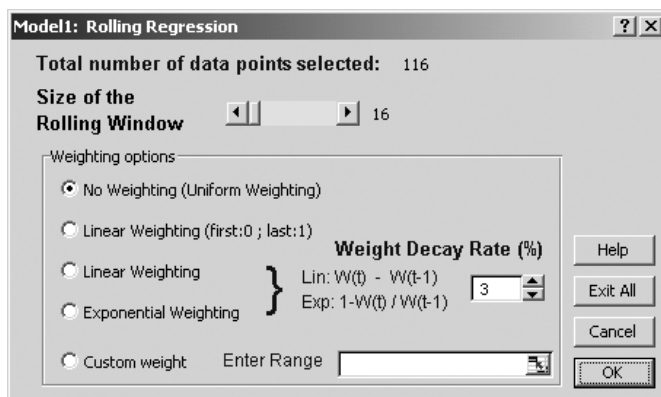 Model1: Rolling Regression
Total number of data points selected: 116
Size of the
Rolling Window 16
Weighting options
No Weighting (Uniform Weighting)
Linear Weighting (first:0 ; last:1)
Weight Decay Rate (%)
Linear Weighting
Lin: W(t) - W(t-1)
Exp: 1-W(t) / W(t-1)
3
Exponential Weighting
Custom weight Enter Range
Help
Exit All
Cancel
OK